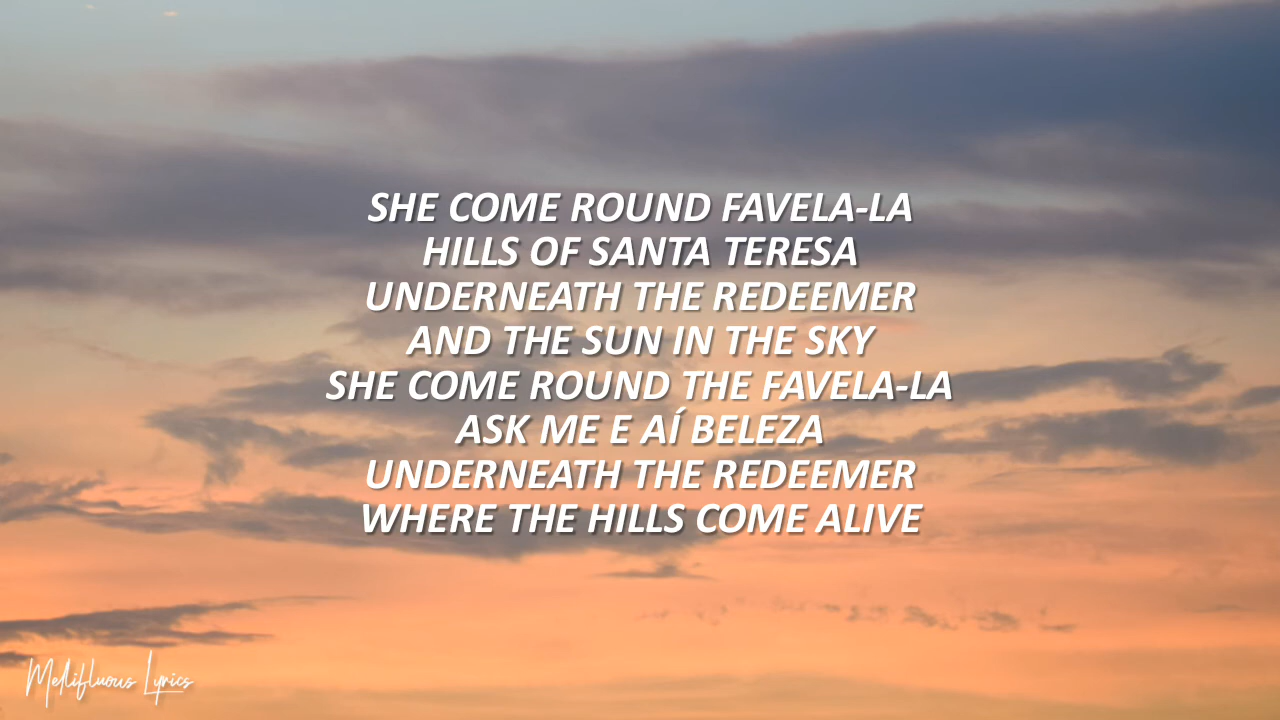 SHE COME ROUND FAVELA-LA
HILLS OF SANTA TERESA
UNDERNEATH THE REDEEMER
AND THE SUN IN THE SKY
SHE COME ROUND THE FAVELA-LA
ASK ME E AÍ BELEZA
UNDERNEATH THE REDEEMER
WHERE THE HILLS COME ALIVE
Mellifluous Lyrics